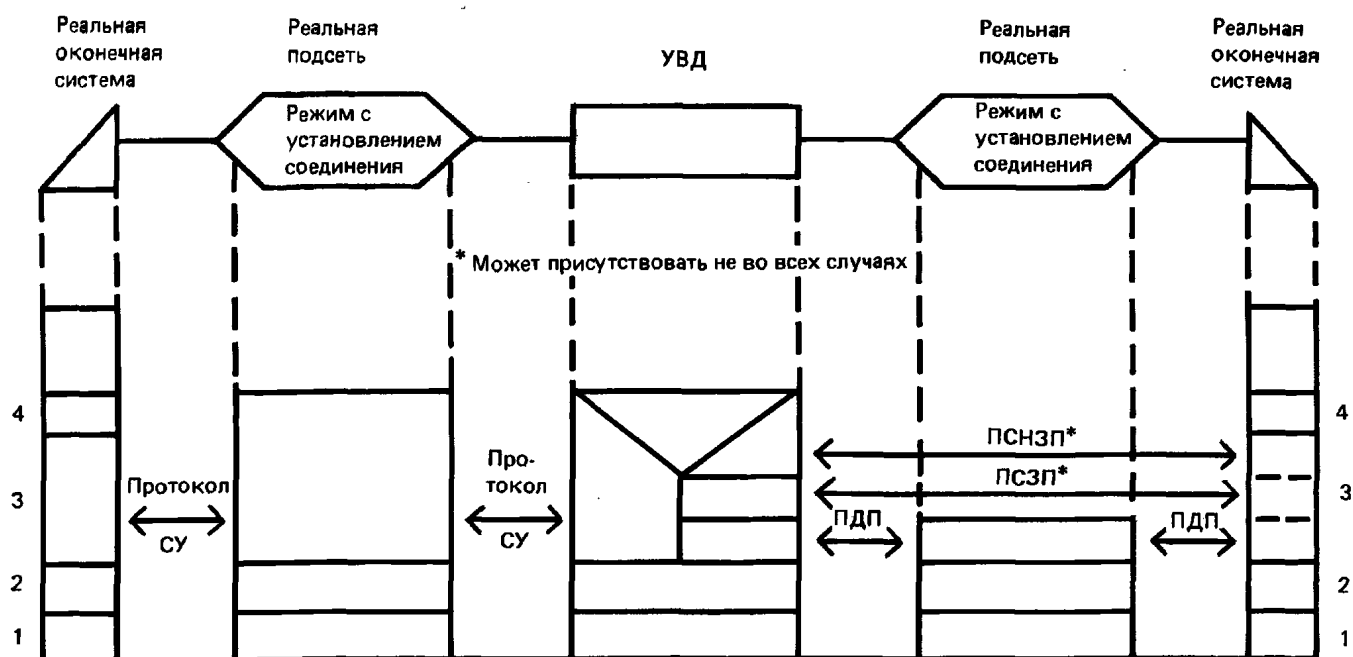 Реальная
оконечная
система
Реальная
подсеть
УВД
Реальная
подсеть
Реальная
оконечная
система
Режим с
установлением
соединения
Режим с
установлением
соединения
* Может присутствовать не во всех случаях
4
3
2
1
Протокол
СУ
Про-
токол
СУ
ПСНЗП*
ПСЗП*
ПДП
ПДП
4
3
2
1